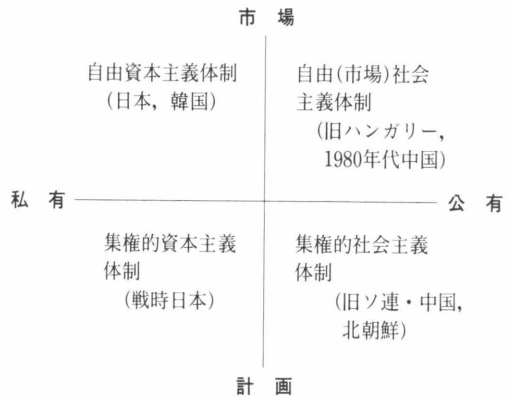 市 場
自由資本主義体制
(日本, 韓国)
自由(市場)社会
主義体制
(旧ハンガリー,
1980年代中国)
私 有
公 有
集権的資本主義
体制
(戦時日本)
集権的社会主義
体制
(旧ソ連・中国,
北朝鮮)
計 画